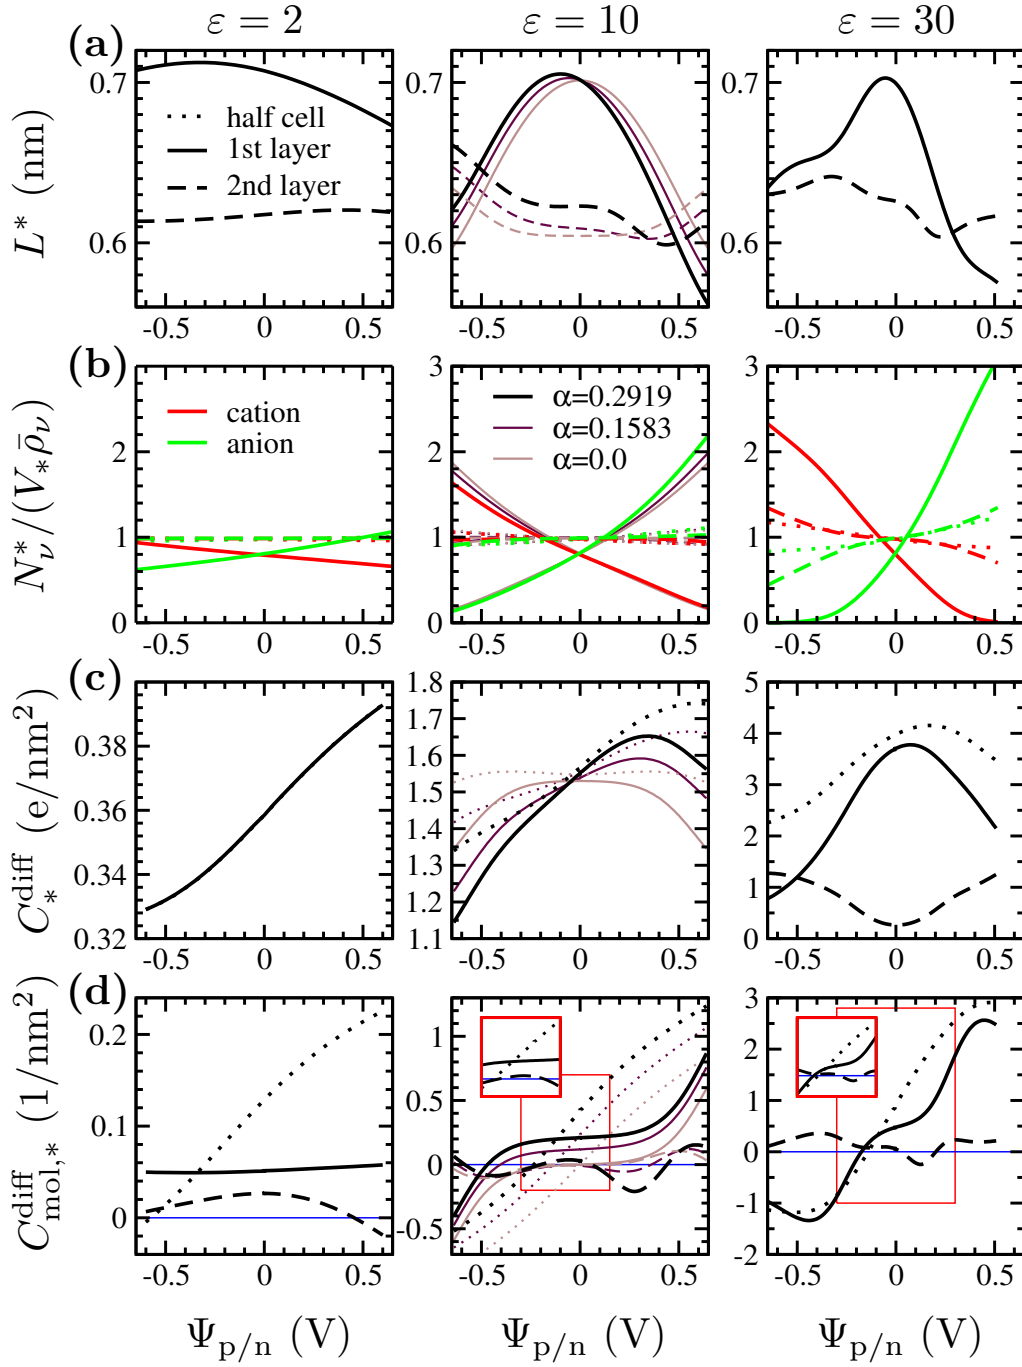 ε = 2 ε = 10 ε = 30
(a)
L* (nm)
0.7
0.6
half cell
1st layer
2nd layer
-0.5 0 0.5
0.7
0.6
-0.5 0 0.5
0.7
0.6
-0.5 0 0.5
(b)
N*ν/(V*ρ̄ν)
3
2
1
0
cation
anion
-0.5 0 0.5
3
2
1
0
α=0.2919
α=0.1583
α=0.0
-0.5 0 0.5
3
2
1
0
-0.5 0 0.5
(c)
C*^diff (e/nm²)
0.38
0.36
0.34
0.32
-0.5 0 0.5
1.8
1.7
1.6
1.5
1.4
1.3
1.2
1.1
-0.5 0 0.5
5
4
3
2
1
0
-0.5 0 0.5
(d)
C^diff_mol,* (1/nm²)
0.2
0.1
0
-0.5 0 0.5
1
0.5
0
-0.5
-0.5 0 0.5
3
2
1
0
-1
-2
-0.5 0 0.5
Ψp/n (V) Ψp/n (V) Ψp/n (V)